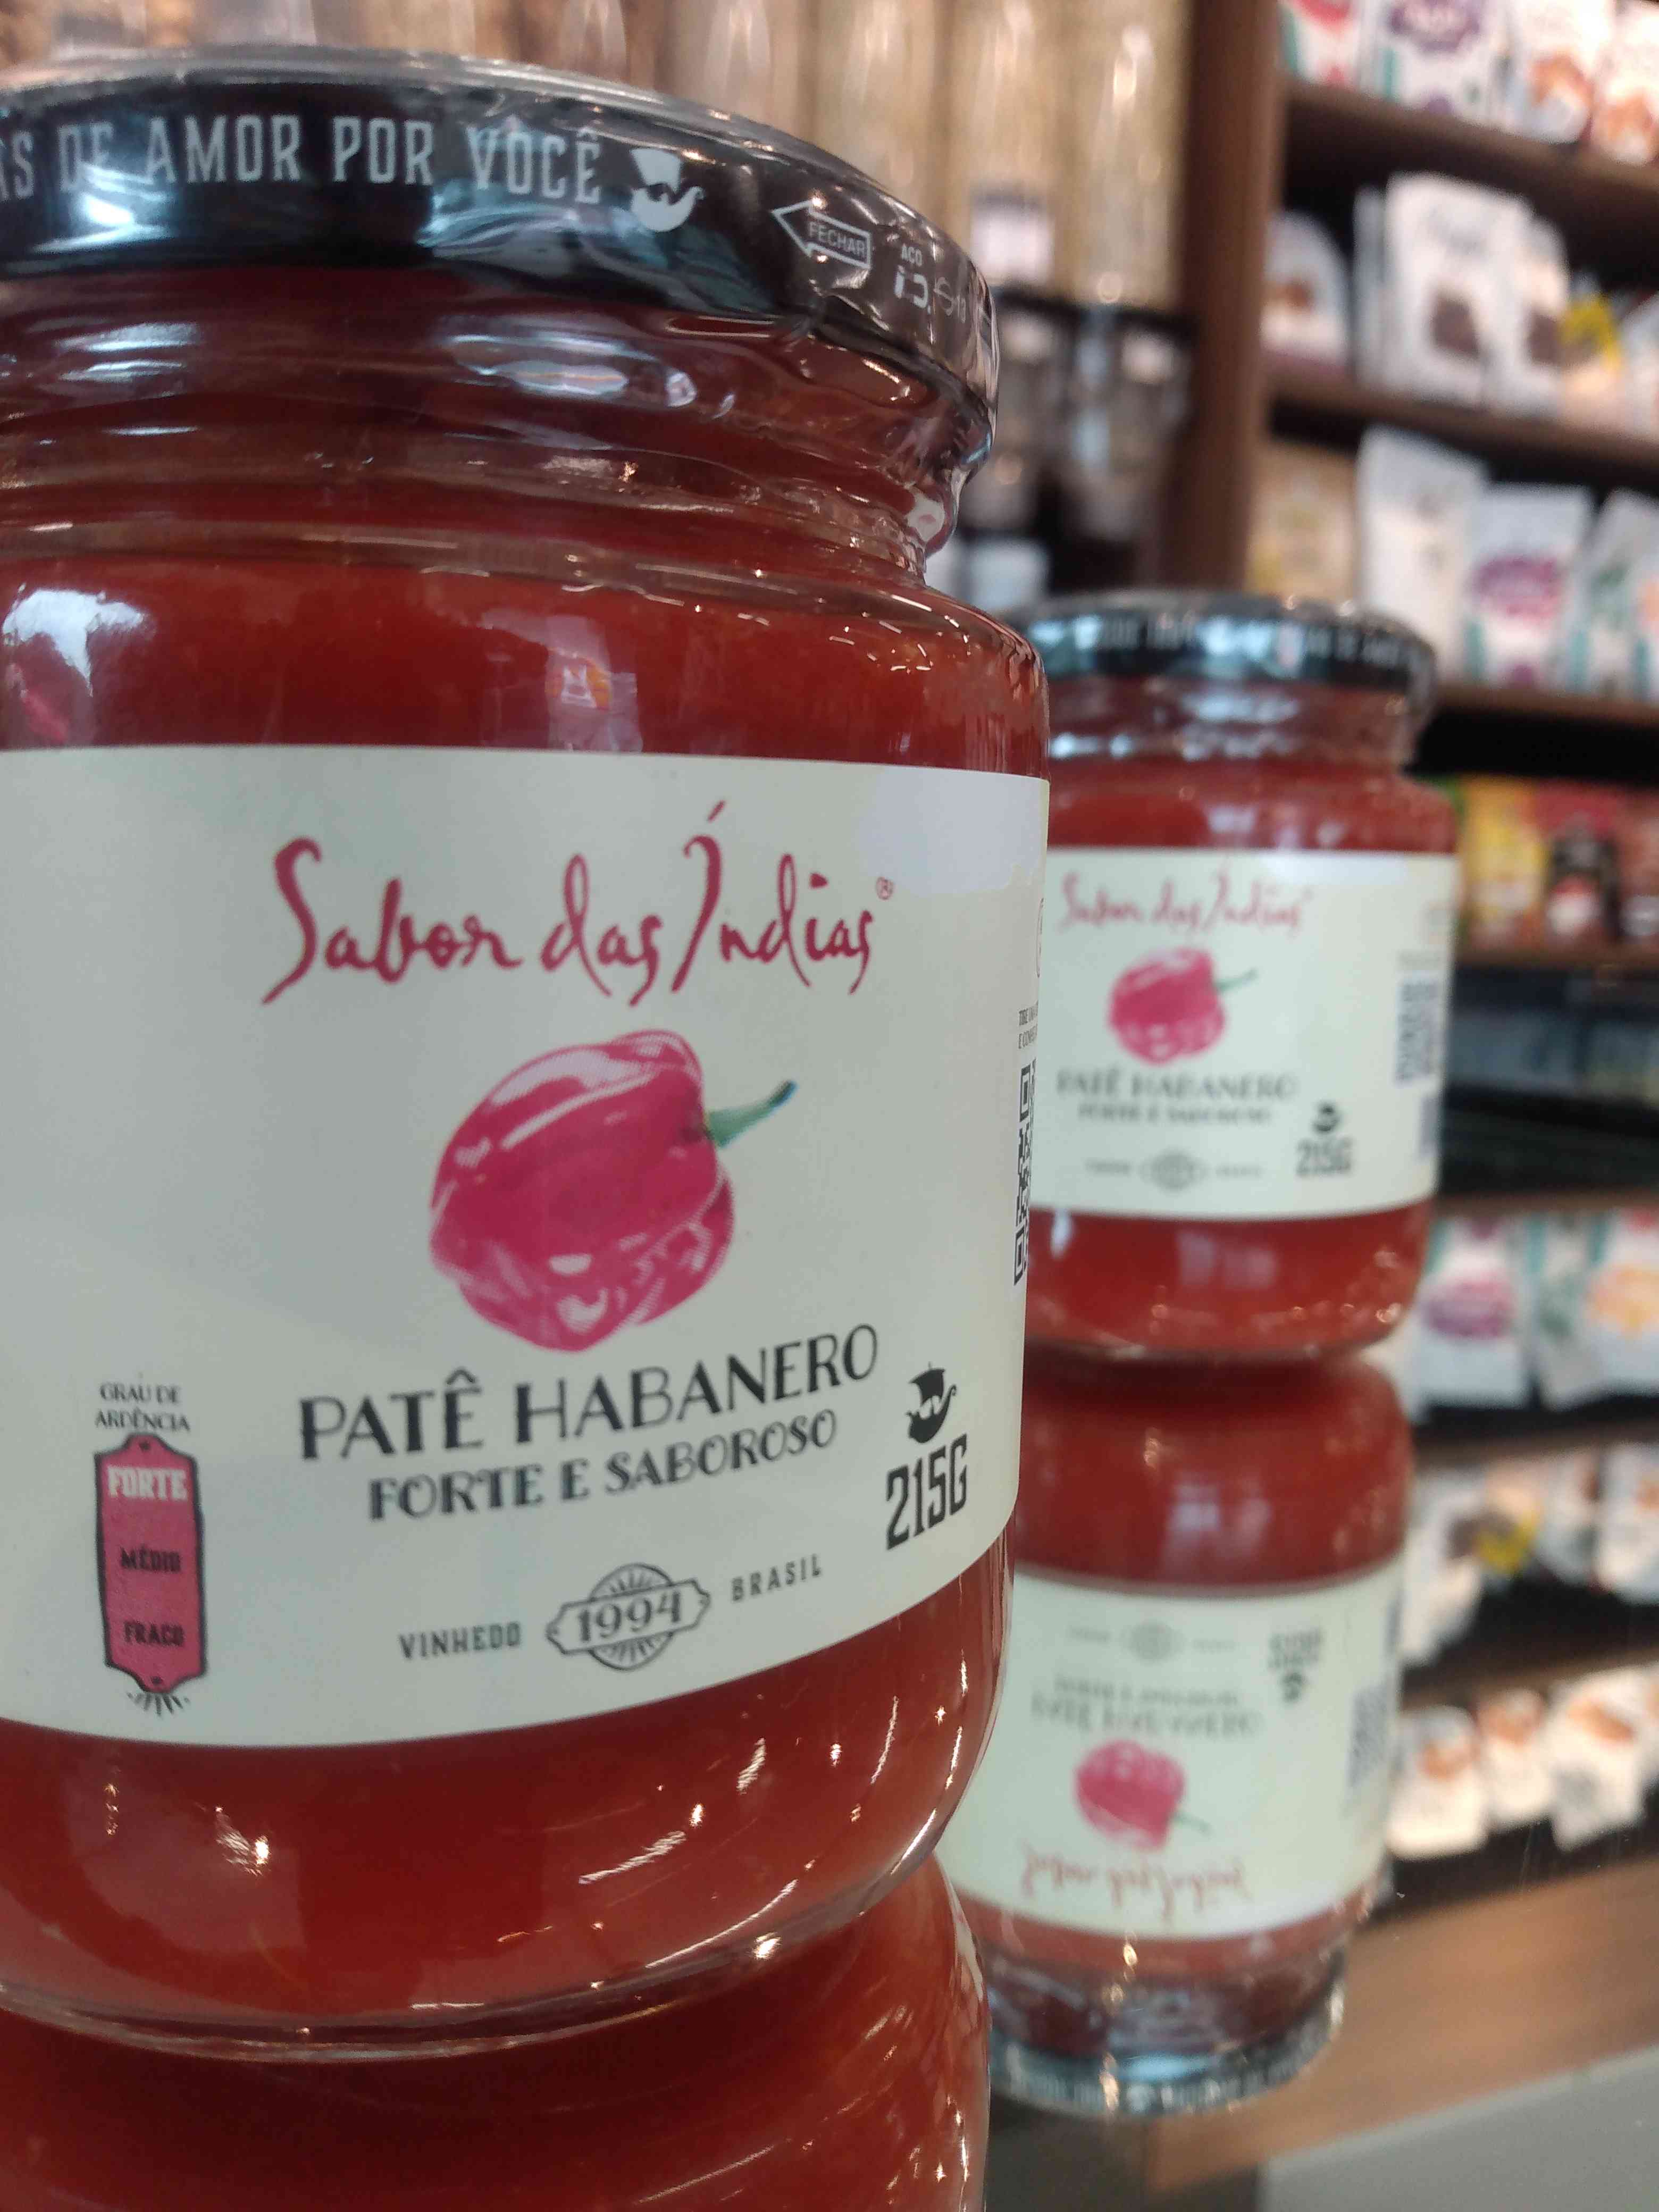 DE AMOR POR VOCÊ
FECHAR
AÇO
Sabor das Índias®
PATÊ HABANERO
FORTE E SABOROSO
215G
GRAU DE
ARDÊNCIA
FORTE
MÉDIO
FRACO
VINHEDO 1994 BRASIL
Sabor das Índias
PATÊ HABANERO
FORTE E SABOROSO
215G